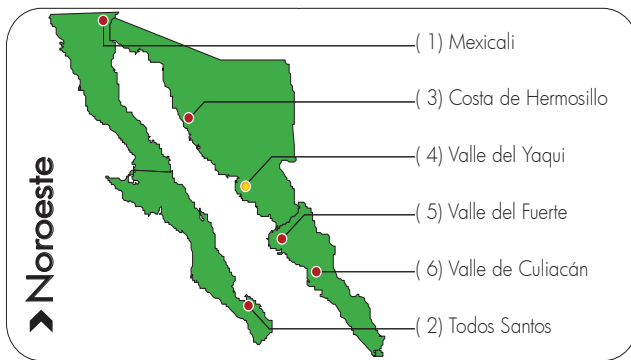 ( 1) Mexicali
( 3) Costa de Hermosillo
( 4) Valle del Yaqui
( 5) Valle del Fuerte
( 6) Valle de Culiacán
( 2) Todos Santos
Noroeste